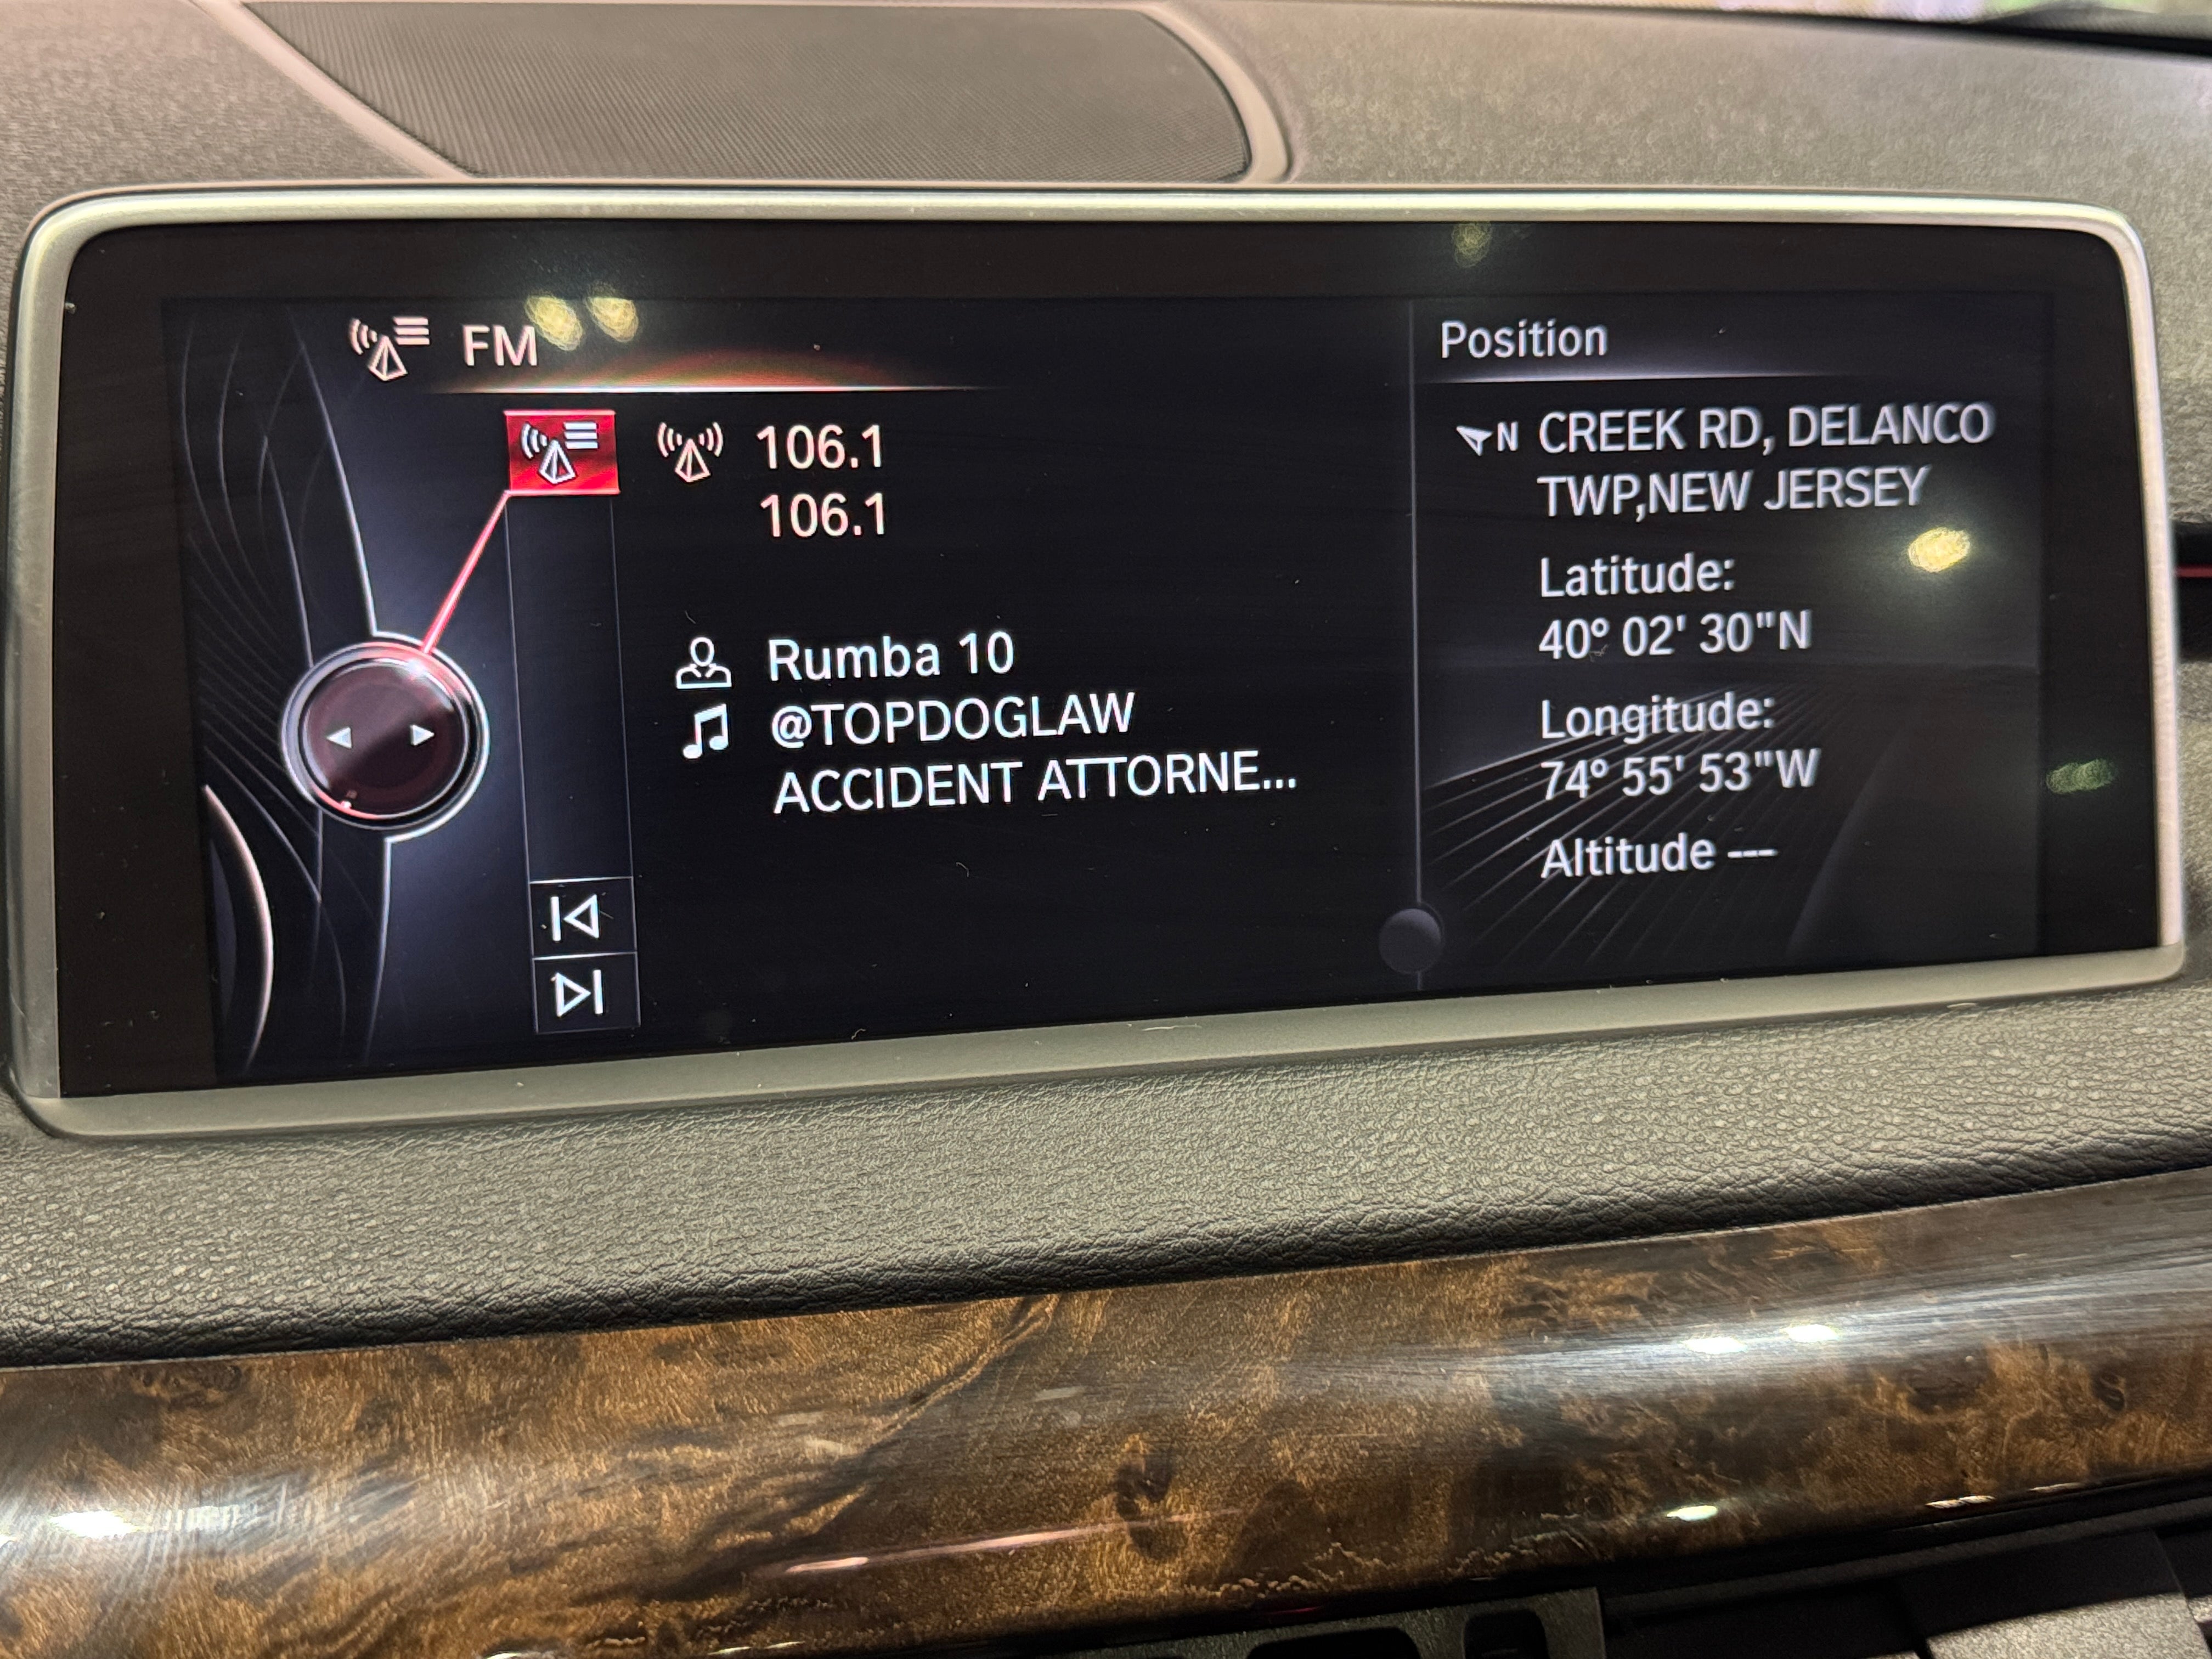 FM
106.1
106.1
Rumba 10
@TOPDOGLAW
ACCIDENT ATTORNE...
Position
N CREEK RD, DELANCO
TWP,NEW JERSEY
Latitude:
40° 02' 30"N
Longitude:
74° 55' 53"W
Altitude ---